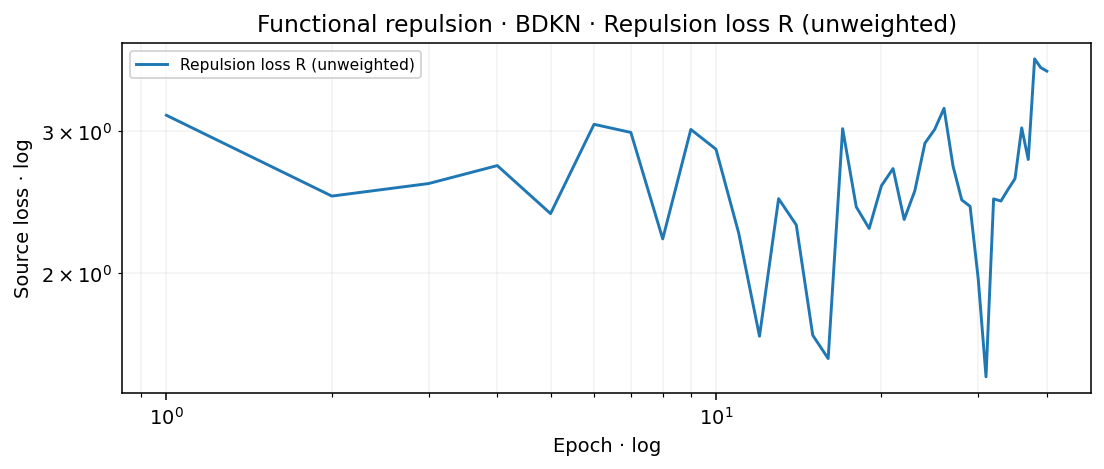 Functional repulsion · BDKN · Repulsion loss R (unweighted)
Repulsion loss R (unweighted)
Source loss · log
3 × 10⁰
2 × 10⁰
10⁰
10¹
Epoch · log